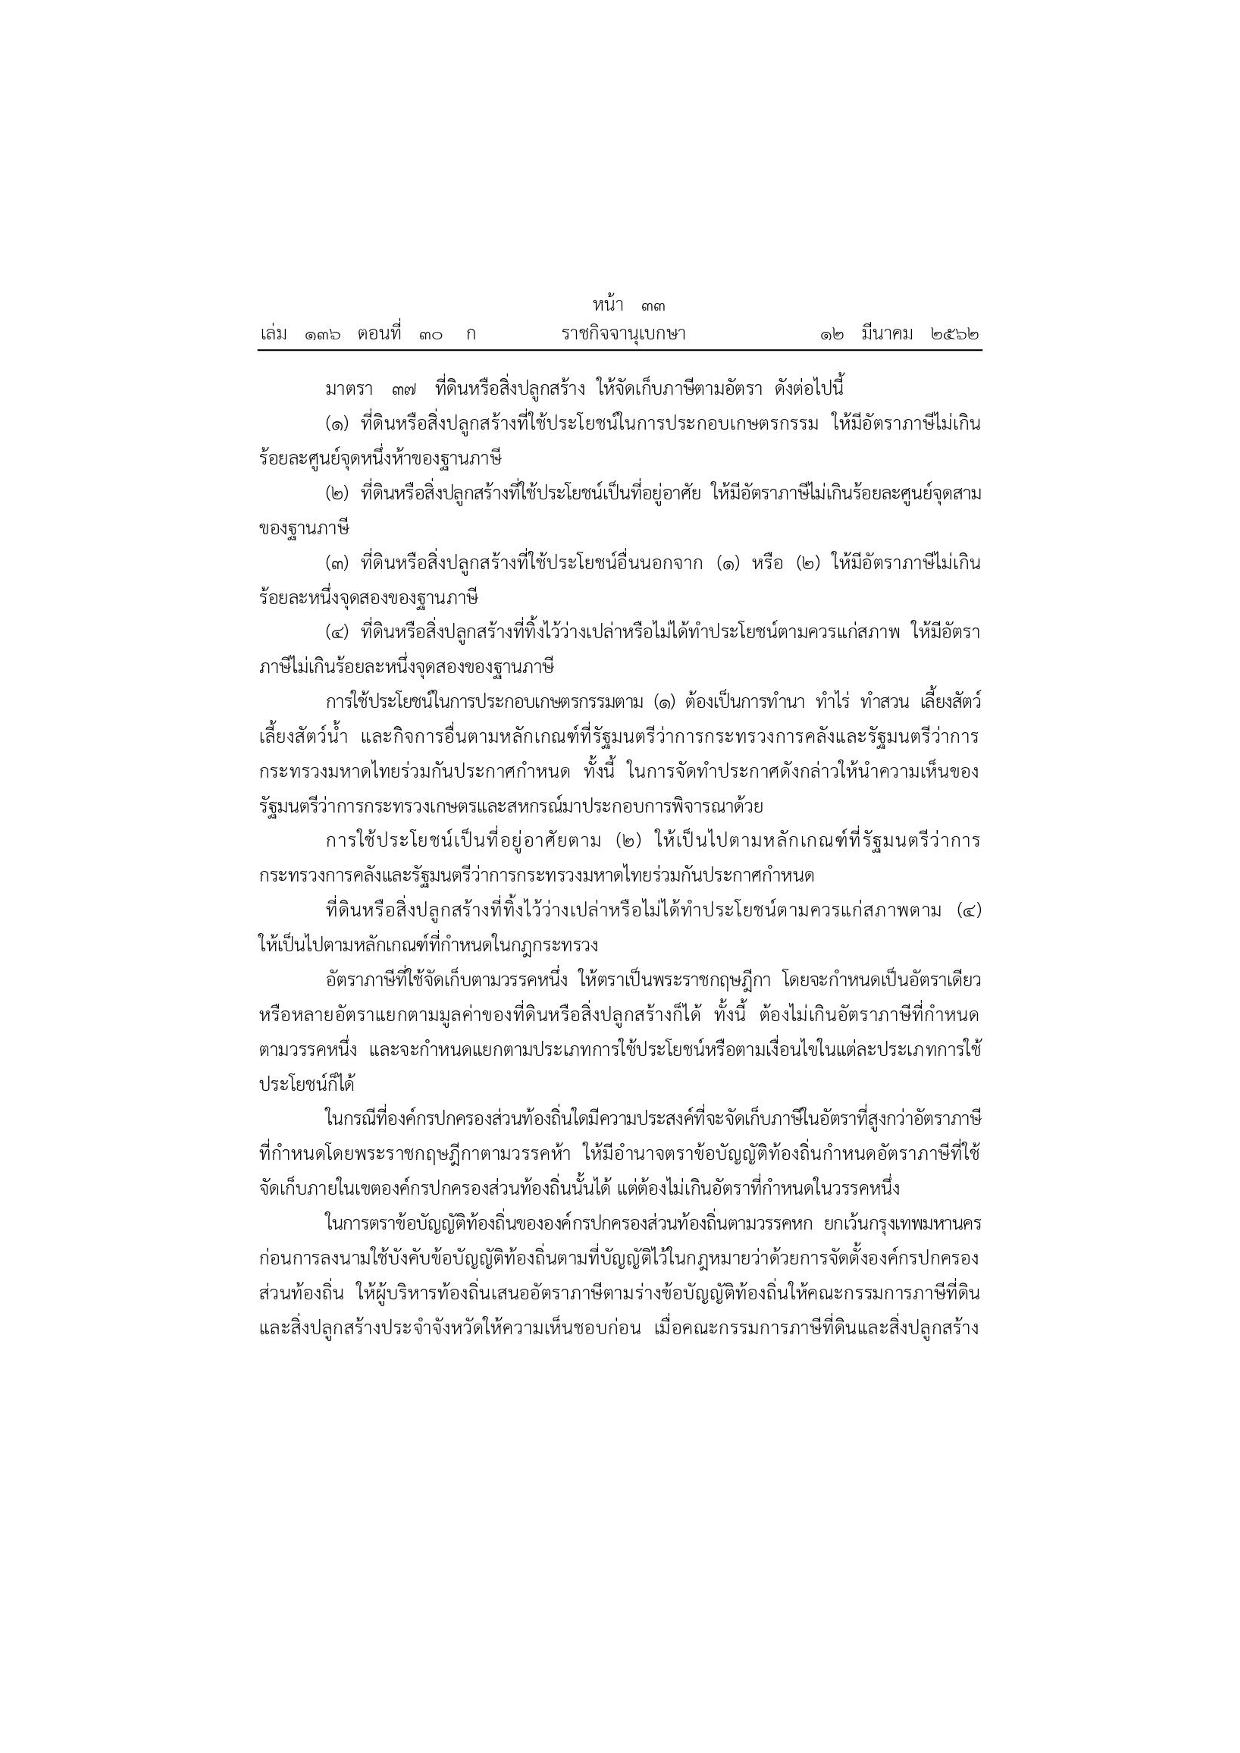 หน้า ๓๓
เล่ม ๑๓๖ ตอนที่ ๓๐ ก ราชกิจจานุเบกษา ๑๒ มีนาคม ๒๕๖๒
มาตรา ๓๗ ที่ดินหรือสิ่งปลูกสร้าง ให้จัดเก็บภาษีตามอัตรา ดังต่อไปนี้
(๑) ที่ดินหรือสิ่งปลูกสร้างที่ใช้ประโยชน์ในการประกอบเกษตรกรรม ให้มีอัตราภาษีไม่เกิน
ร้อยละศูนย์จุดหนึ่งห้าของฐานภาษี
(๒) ที่ดินหรือสิ่งปลูกสร้างที่ใช้ประโยชน์เป็นที่อยู่อาศัย ให้มีอัตราภาษีไม่เกินร้อยละศูนย์จุดสาม
ของฐานภาษี
(๓) ที่ดินหรือสิ่งปลูกสร้างที่ใช้ประโยชน์อื่นนอกจาก (๑) หรือ (๒) ให้มีอัตราภาษีไม่เกิน
ร้อยละหนึ่งจุดสองของฐานภาษี
(๔) ที่ดินหรือสิ่งปลูกสร้างที่ทิ้งไว้ว่างเปล่าหรือไม่ได้ทำประโยชน์ตามควรแก่สภาพ ให้มีอัตรา
ภาษีไม่เกินร้อยละหนึ่งจุดสองของฐานภาษี
การใช้ประโยชน์ในการประกอบเกษตรกรรมตาม (๑) ต้องเป็นการทำนา ทำไร่ ทำสวน เลี้ยงสัตว์
เลี้ยงสัตว์น้ำ และกิจการอื่นตามหลักเกณฑ์ที่รัฐมนตรีว่าการกระทรวงการคลังและรัฐมนตรีว่าการ
กระทรวงมหาดไทยร่วมกันประกาศกำหนด ทั้งนี้ ในการจัดทำประกาศดังกล่าวให้นำความเห็นของ
รัฐมนตรีว่าการกระทรวงเกษตรและสหกรณ์มาประกอบการพิจารณาด้วย
การใช้ประโยชน์เป็นที่อยู่อาศัยตาม (๒) ให้เป็นไปตามหลักเกณฑ์ที่รัฐมนตรีว่าการ
กระทรวงการคลังและรัฐมนตรีว่าการกระทรวงมหาดไทยร่วมกันประกาศกำหนด
ที่ดินหรือสิ่งปลูกสร้างที่ทิ้งไว้ว่างเปล่าหรือไม่ได้ทำประโยชน์ตามควรแก่สภาพตาม (๔)
ให้เป็นไปตามหลักเกณฑ์ที่กำหนดในกฎกระทรวง
อัตราภาษีที่ใช้จัดเก็บตามวรรคหนึ่ง ให้ตราเป็นพระราชกฤษฎีกา โดยจะกำหนดเป็นอัตราเดียว
หรือหลายอัตราแยกตามมูลค่าของที่ดินหรือสิ่งปลูกสร้างก็ได้ ทั้งนี้ ต้องไม่เกินอัตราภาษีที่กำหนด
ตามวรรคหนึ่ง และจะกำหนดแยกตามประเภทการใช้ประโยชน์หรือตามเงื่อนไขในแต่ละประเภทการใช้
ประโยชน์ก็ได้
ในกรณีที่องค์กรปกครองส่วนท้องถิ่นใดมีความประสงค์ที่จะจัดเก็บภาษีในอัตราที่สูงกว่าอัตราภาษี
ที่กำหนดโดยพระราชกฤษฎีกาตามวรรคห้า ให้มีอำนาจตราข้อบัญญัติท้องถิ่นกำหนดอัตราภาษีที่ใช้
จัดเก็บภายในเขตองค์กรปกครองส่วนท้องถิ่นนั้นได้ แต่ต้องไม่เกินอัตราที่กำหนดในวรรคหนึ่ง
ในการตราข้อบัญญัติท้องถิ่นขององค์กรปกครองส่วนท้องถิ่นตามวรรคหก ยกเว้นกรุงเทพมหานคร
ก่อนการลงนามใช้บังคับข้อบัญญัติท้องถิ่นตามที่บัญญัติไว้ในกฎหมายว่าด้วยการจัดตั้งองค์กรปกครอง
ส่วนท้องถิ่น ให้ผู้บริหารท้องถิ่นเสนออัตราภาษีตามร่างข้อบัญญัติท้องถิ่นให้คณะกรรมการภาษีที่ดิน
และสิ่งปลูกสร้างประจำจังหวัดให้ความเห็นชอบก่อน เมื่อคณะกรรมการภาษีที่ดินและสิ่งปลูกสร้าง